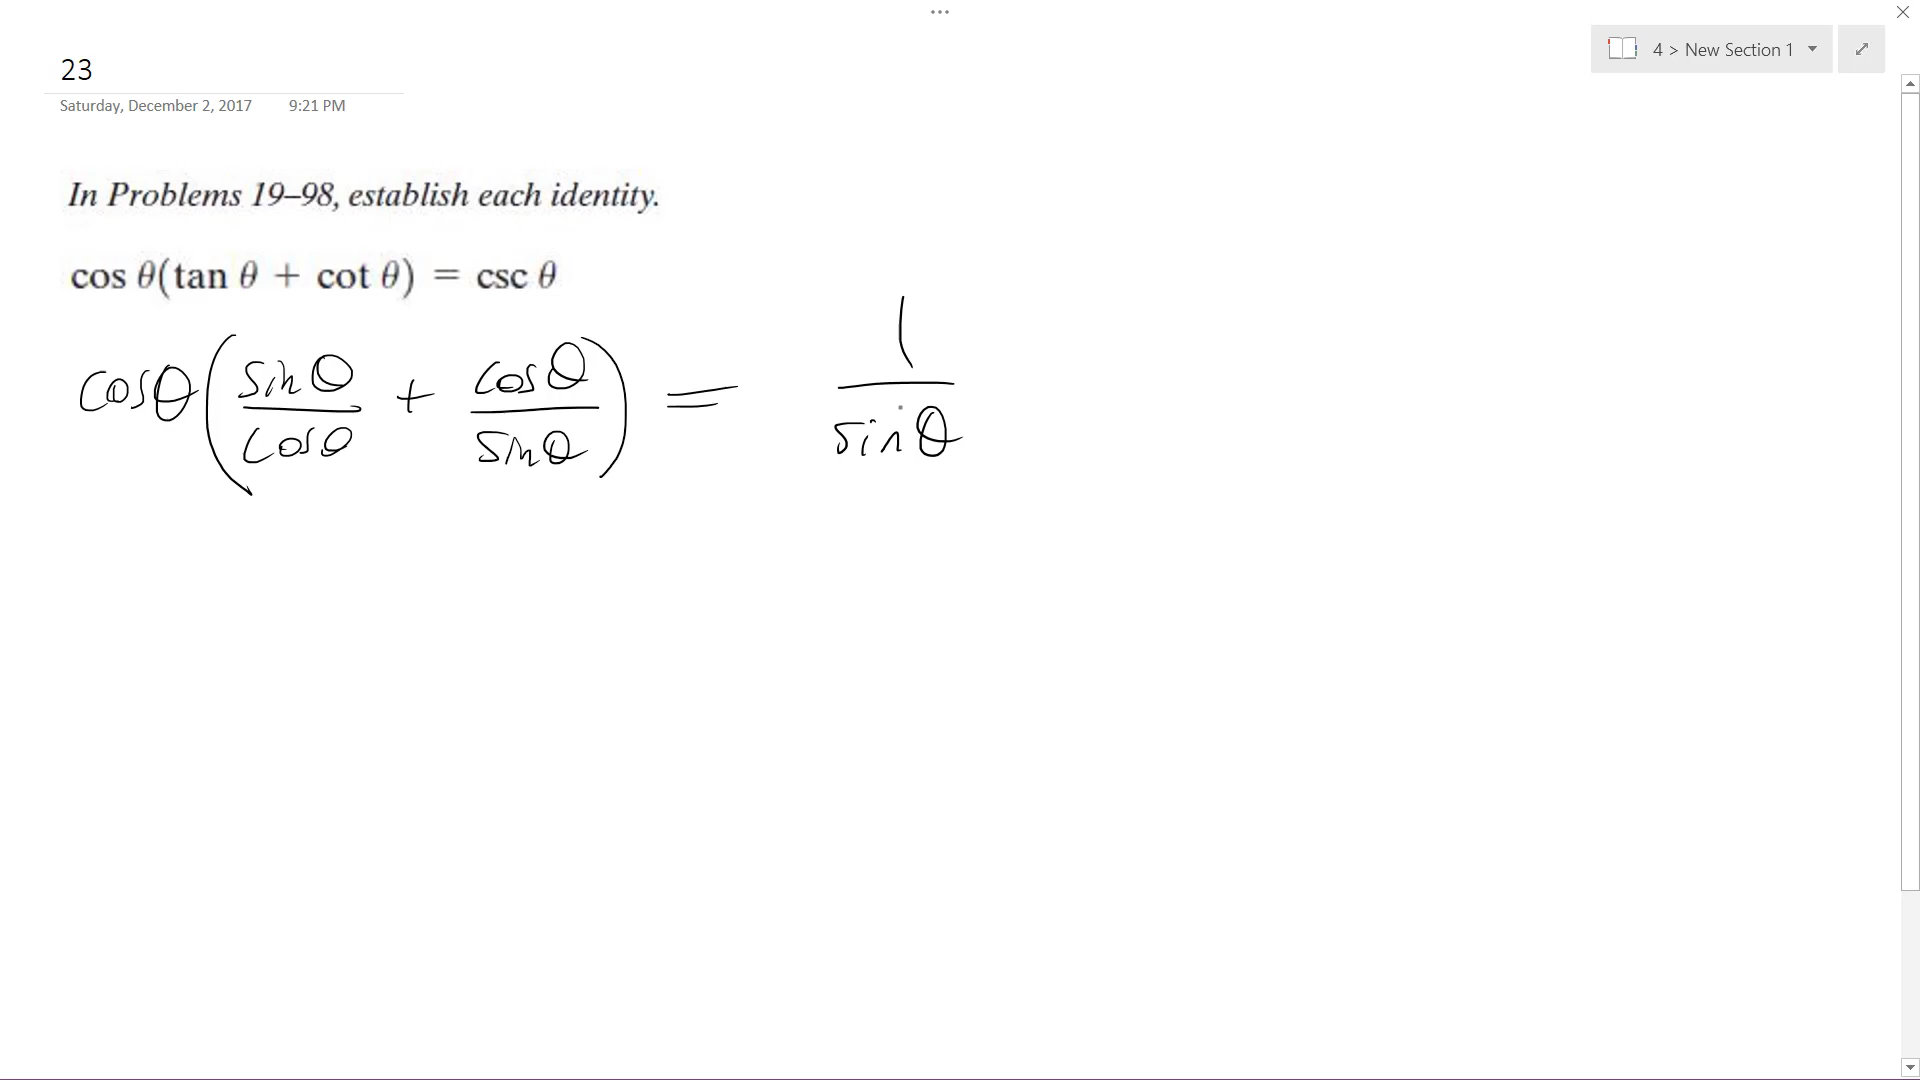 4 > New Section 1
23
Saturday, December 2, 2017 9:21 PM
In Problems 19–98, establish each identity.
cos θ(tan θ + cot θ) = csc θ
cosθ(sinθ/cosθ + cosθ/sinθ) = 1/sinθ